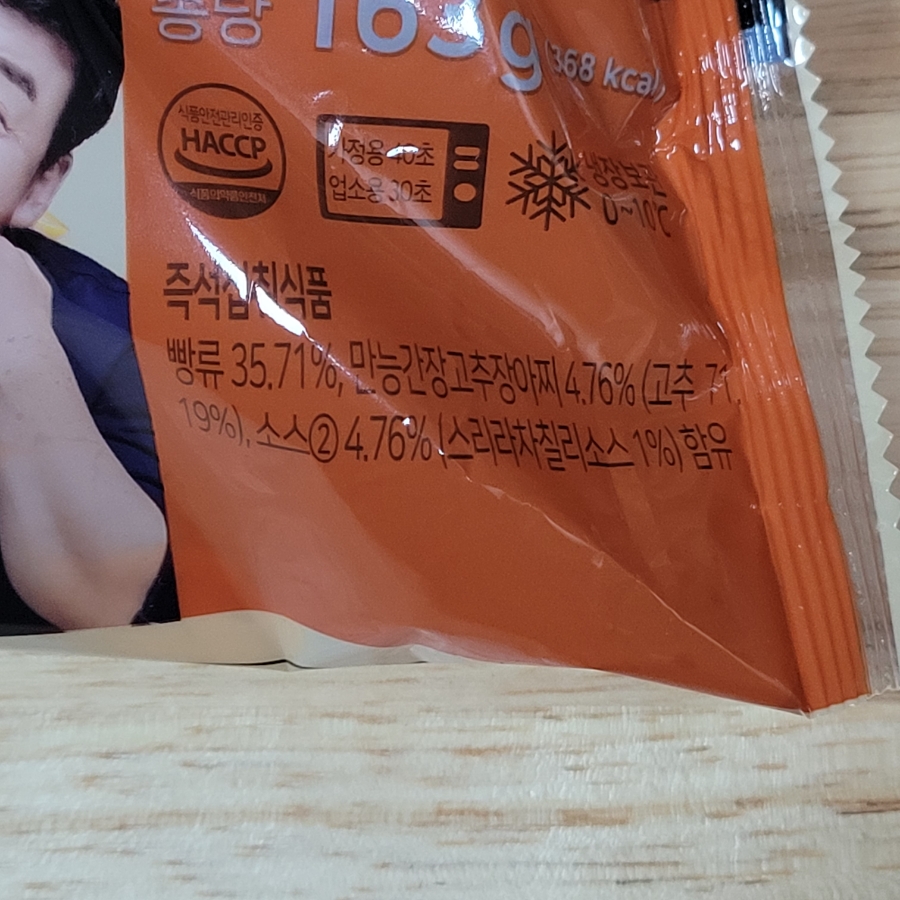 중량 163g (368 kcal)
식품안전관리인증
HACCP
식품의약품안전처
가정용 40초
업소용 30초
냉장보관
0~10℃
즉석섭취식품
빵류 35.71%, 만능간장고추장아찌 4.76% (고추 71.
19%), 소스② 4.76% (스리라차칠리소스 1%) 함유